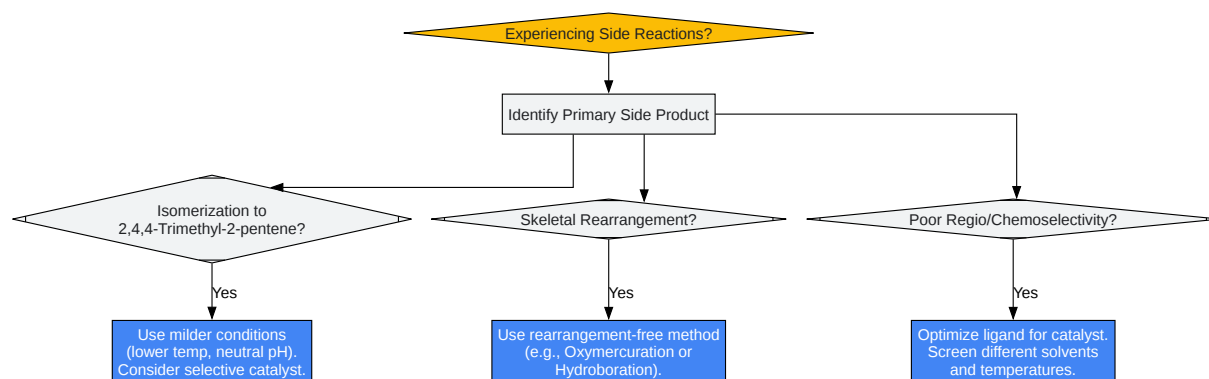 Experiencing Side Reactions?
Identify Primary Side Product
Isomerization to
2,4,4-Trimethyl-2-pentene?
Skeletal Rearrangement?
Poor Regio/Chemoselectivity?
Yes
Yes
Yes
Use milder conditions
(lower temp, neutral pH).
Consider selective catalyst.
Use rearrangement-free method
(e.g., Oxymercuration or
Hydroboration).
Optimize ligand for catalyst.
Screen different solvents
and temperatures.